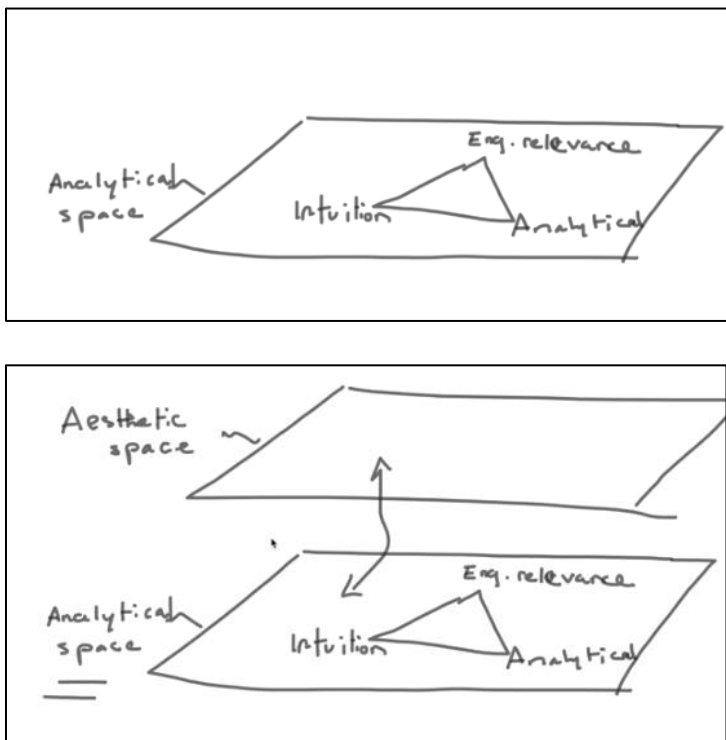 Eng. relevance
Analytical
space
Intuition
Analytical
Aesthetic
space
Eng. relevance
Analytical
space
Intuition
Analytical